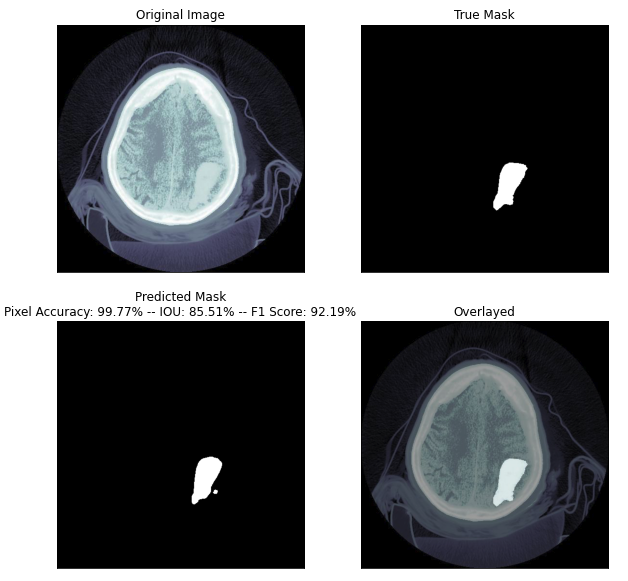 Original Image
True Mask
Predicted Mask
Pixel Accuracy: 99.77% -- IOU: 85.51% -- F1 Score: 92.19%
Overlayed